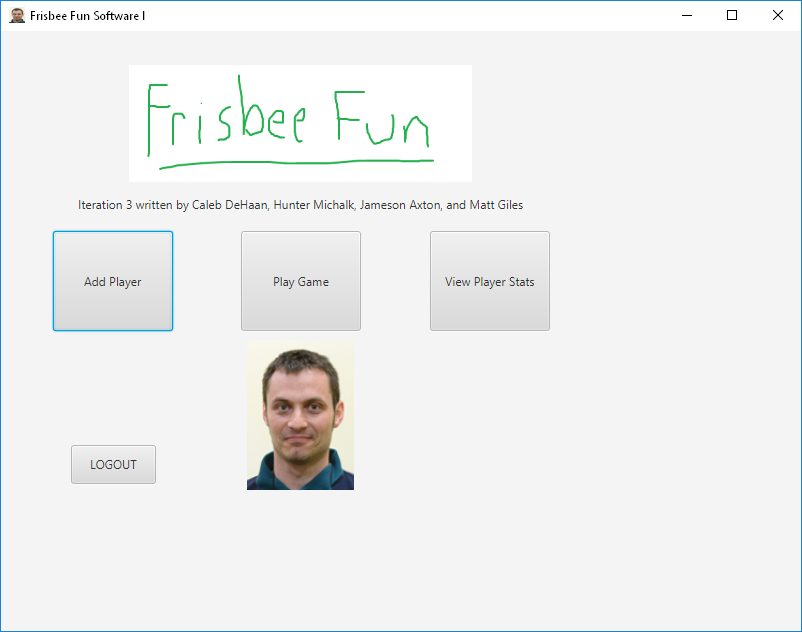 Frisbee Fun Software I
Frisbee Fun
Iteration 3 written by Caleb DeHaan, Hunter Michalk, Jameson Axton, and Matt Giles
Add Player
Play Game
View Player Stats
LOGOUT